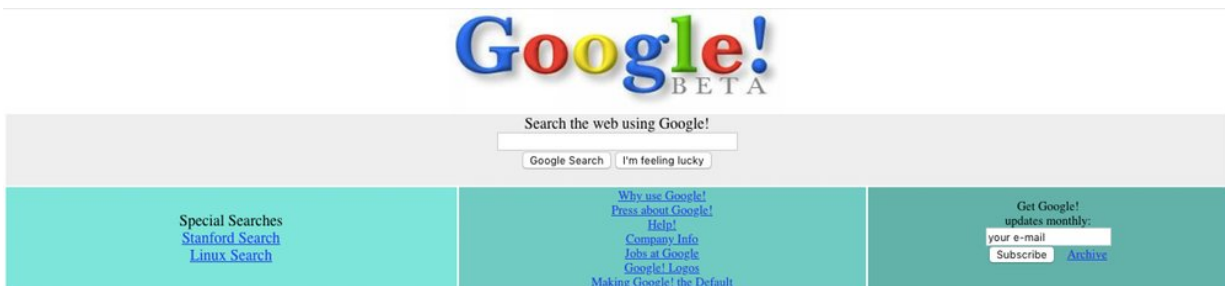 Google!
BETA
Search the web using Google!
Google Search I'm feeling lucky
Special Searches
Stanford Search
Linux Search
Why use Google!
Press about Google!
Help!
Company Info
Jobs at Google
Google! Logos
Making Google! the Default
Get Google!
updates monthly:
your e-mail
Subscribe Archive